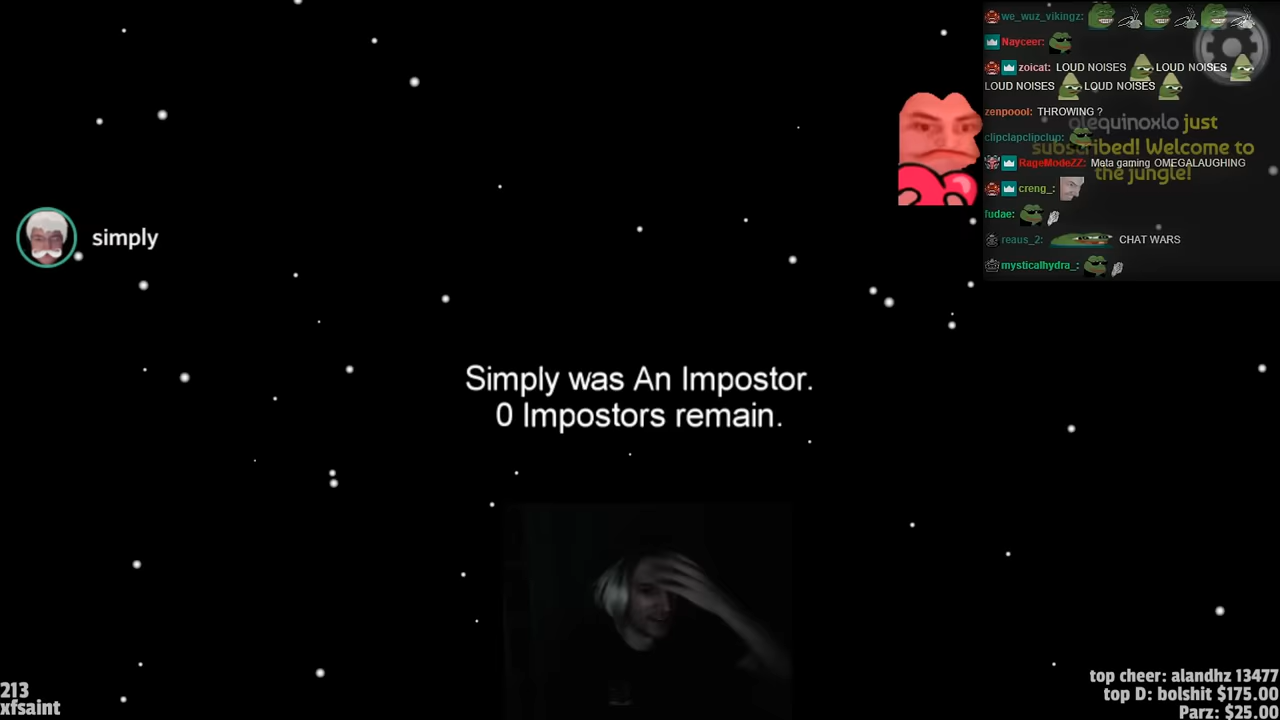 we_wuz_vikingz:
Nayceer:
zoicat: LOUD NOISES LOUD NOISES
LOUD NOISES LOUD NOISES
zenpoool: THROWING ?
olequinoxlo just
subscribed! Welcome to
the jungle!
clipclapclipclup:
RageModeZZ: Meta gaming OMEGALAUGHING
creng_:
fudae:
reaus_2: CHAT WARS
mysticalhydra_:
simply
Simply was An Impostor.
0 Impostors remain.
213
xfsaint
top cheer: alandhz 13477
top D: bolshit $175.00
Parz: $25.00